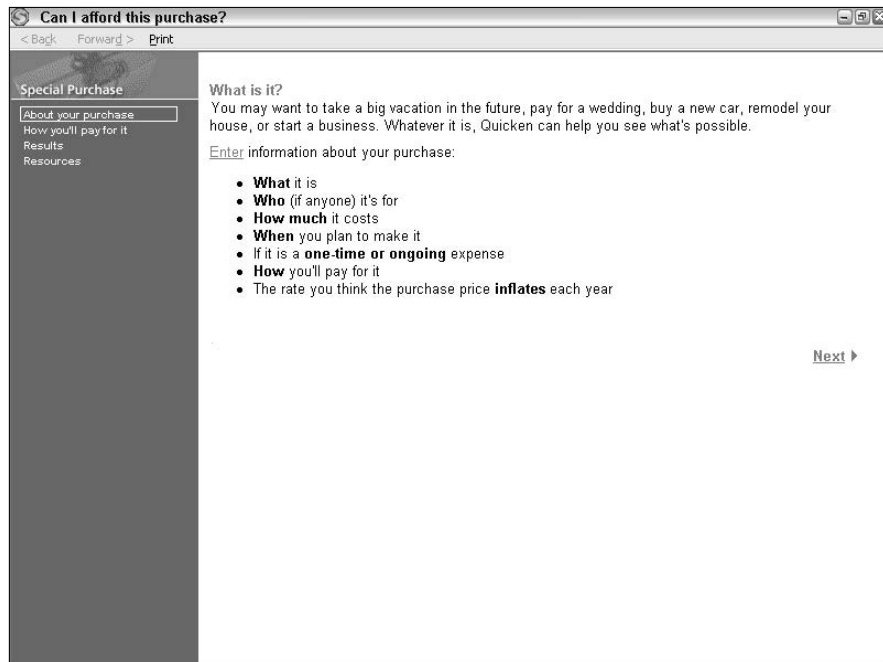 Can I afford this purchase?
< Back Forward > Print
Special Purchase
About your purchase
How you'll pay for it
Results
Resources
What is it?
You may want to take a big vacation in the future, pay for a wedding, buy a new car, remodel your
house, or start a business. Whatever it is, Quicken can help you see what's possible.
Enter information about your purchase:
• What it is
• Who (if anyone) it's for
• How much it costs
• When you plan to make it
• If it is a one-time or ongoing expense
• How you'll pay for it
• The rate you think the purchase price inflates each year
Next